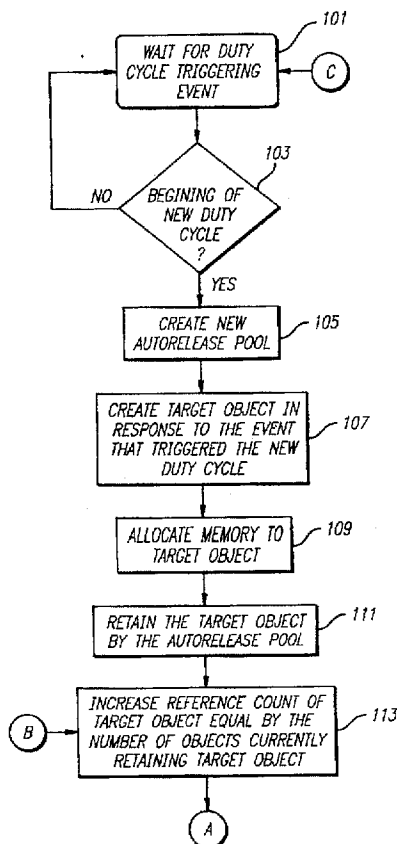 101
WAIT FOR DUTY
CYCLE TRIGGERING
EVENT
C
103
NO
BEGINING OF
NEW DUTY
CYCLE
?
YES
CREATE NEW
AUTORELEASE POOL
105
CREATE TARGET OBJECT IN
RESPONSE TO THE EVENT
THAT TRIGGERED THE NEW
DUTY CYCLE
107
ALLOCATE MEMORY TO
TARGET OBJECT
109
RETAIN THE TARGET OBJECT
BY THE AUTORELEASE POOL
111
INCREASE REFERENCE COUNT OF
TARGET OBJECT EQUAL BY THE
NUMBER OF OBJECTS CURRENTLY
RETAINING TARGET OBJECT
113
B
A